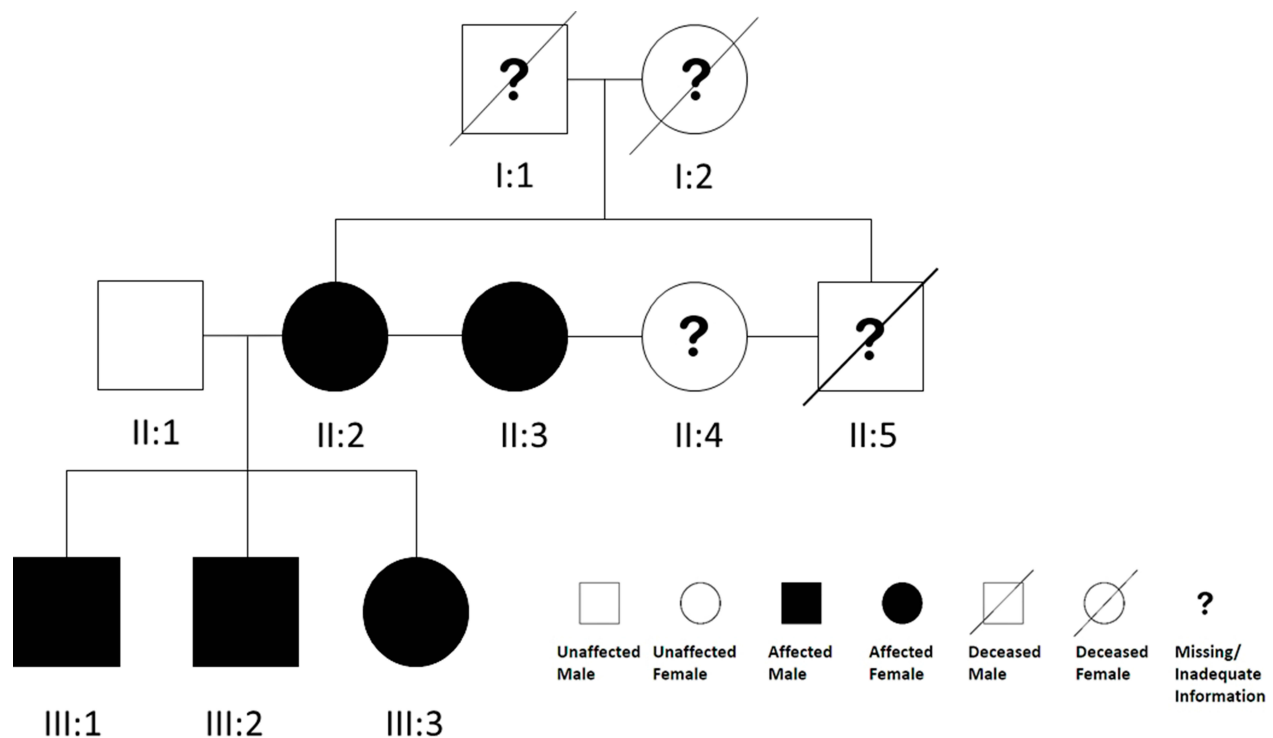 ? ?
I:1 I:2
? ?
II:1 II:2 II:3 II:4 II:5
?
Unaffected Male
Unaffected Female
Affected Male
Affected Female
Deceased Male
Deceased Female
Missing/
Inadequate
Information
III:1 III:2 III:3